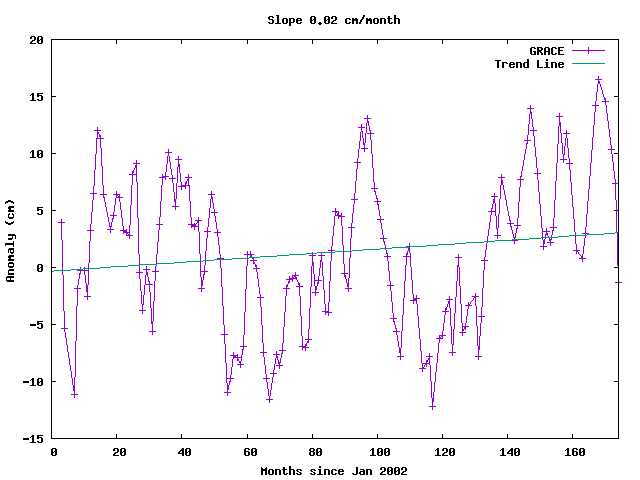 Slope 0.02 cm/month
20
GRACE
Trend Line
15
10
5
0
-5
-10
-15
Anomaly (cm)
0 20 40 60 80 100 120 140 160
Months since Jan 2002